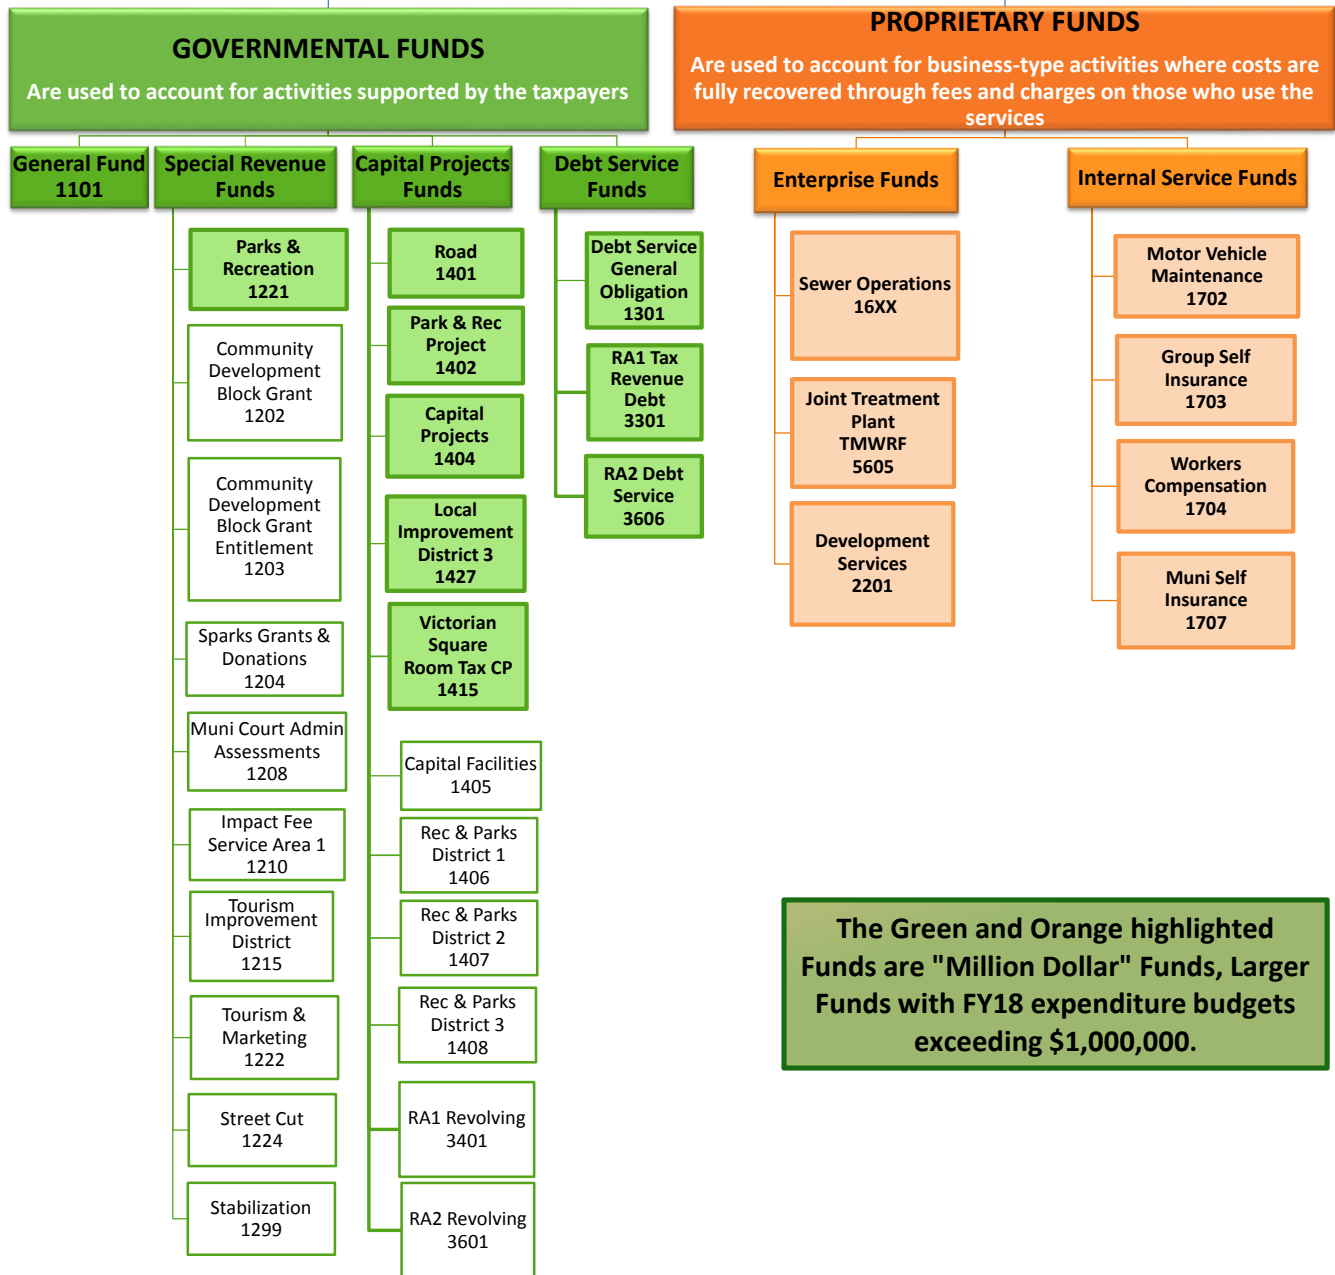 GOVERNMENTAL FUNDS
Are used to account for activities supported by the taxpayers
PROPRIETARY FUNDS
Are used to account for business-type activities where costs are
fully recovered through fees and charges on those who use the
services
General Fund
1101
Special Revenue
Funds
Capital Projects
Funds
Debt Service
Funds
Enterprise Funds
Internal Service Funds
Parks &
Recreation
1221
Community
Development
Block Grant
1202
Community
Development
Block Grant
Entitlement
1203
Sparks Grants &
Donations
1204
Muni Court Admin
Assessments
1208
Impact Fee
Service Area 1
1210
Tourism
Improvement
District
1215
Tourism &
Marketing
1222
Street Cut
1224
Stabilization
1299
Road
1401
Park & Rec
Project
1402
Capital
Projects
1404
Local
Improvement
District 3
1427
Victorian
Square
Room Tax CP
1415
Capital Facilities
1405
Rec & Parks
District 1
1406
Rec & Parks
District 2
1407
Rec & Parks
District 3
1408
RA1 Revolving
3401
RA2 Revolving
3601
Debt Service
General
Obligation
1301
RA1 Tax
Revenue
Debt
3301
RA2 Debt
Service
3606
Sewer Operations
16XX
Joint Treatment
Plant
TMWRF
5605
Development
Services
2201
Motor Vehicle
Maintenance
1702
Group Self
Insurance
1703
Workers
Compensation
1704
Muni Self
Insurance
1707
The Green and Orange highlighted
Funds are "Million Dollar" Funds, Larger
Funds with FY18 expenditure budgets
exceeding $1,000,000.